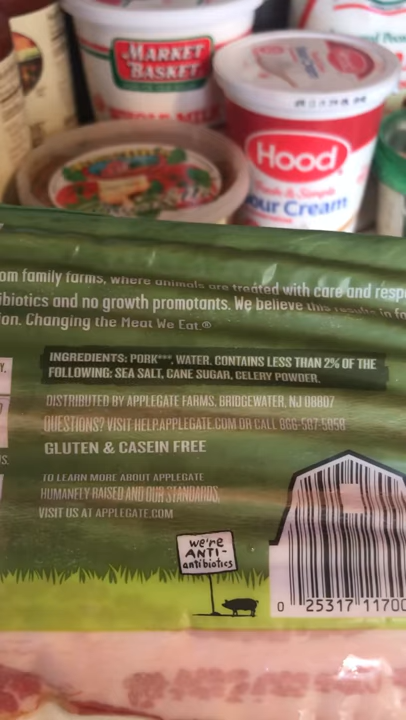 MARKET
BASKET
Hood
Sour Cream
om family farms, where animals are treated with care and respe
ibiotics and no growth promotants. We believe this results in
ion. Changing the Meat We Eat.®
INGREDIENTS: PORK***, WATER. CONTAINS LESS THAN 2% OF THE
FOLLOWING: SEA SALT, CANE SUGAR, CELERY POWDER.
DISTRIBUTED BY APPLEGATE FARMS, BRIDGEWATER, NJ 08807
QUESTIONS? VISIT HELP.APPLEGATE.COM OR CALL 866-587-5858
GLUTEN & CASEIN FREE
TO LEARN MORE ABOUT APPLEGATE
HUMANELY RAISED AND OUR STANDARDS,
VISIT US AT APPLEGATE.COM
we're
ANTI-
antibiotics
0 25317 11700